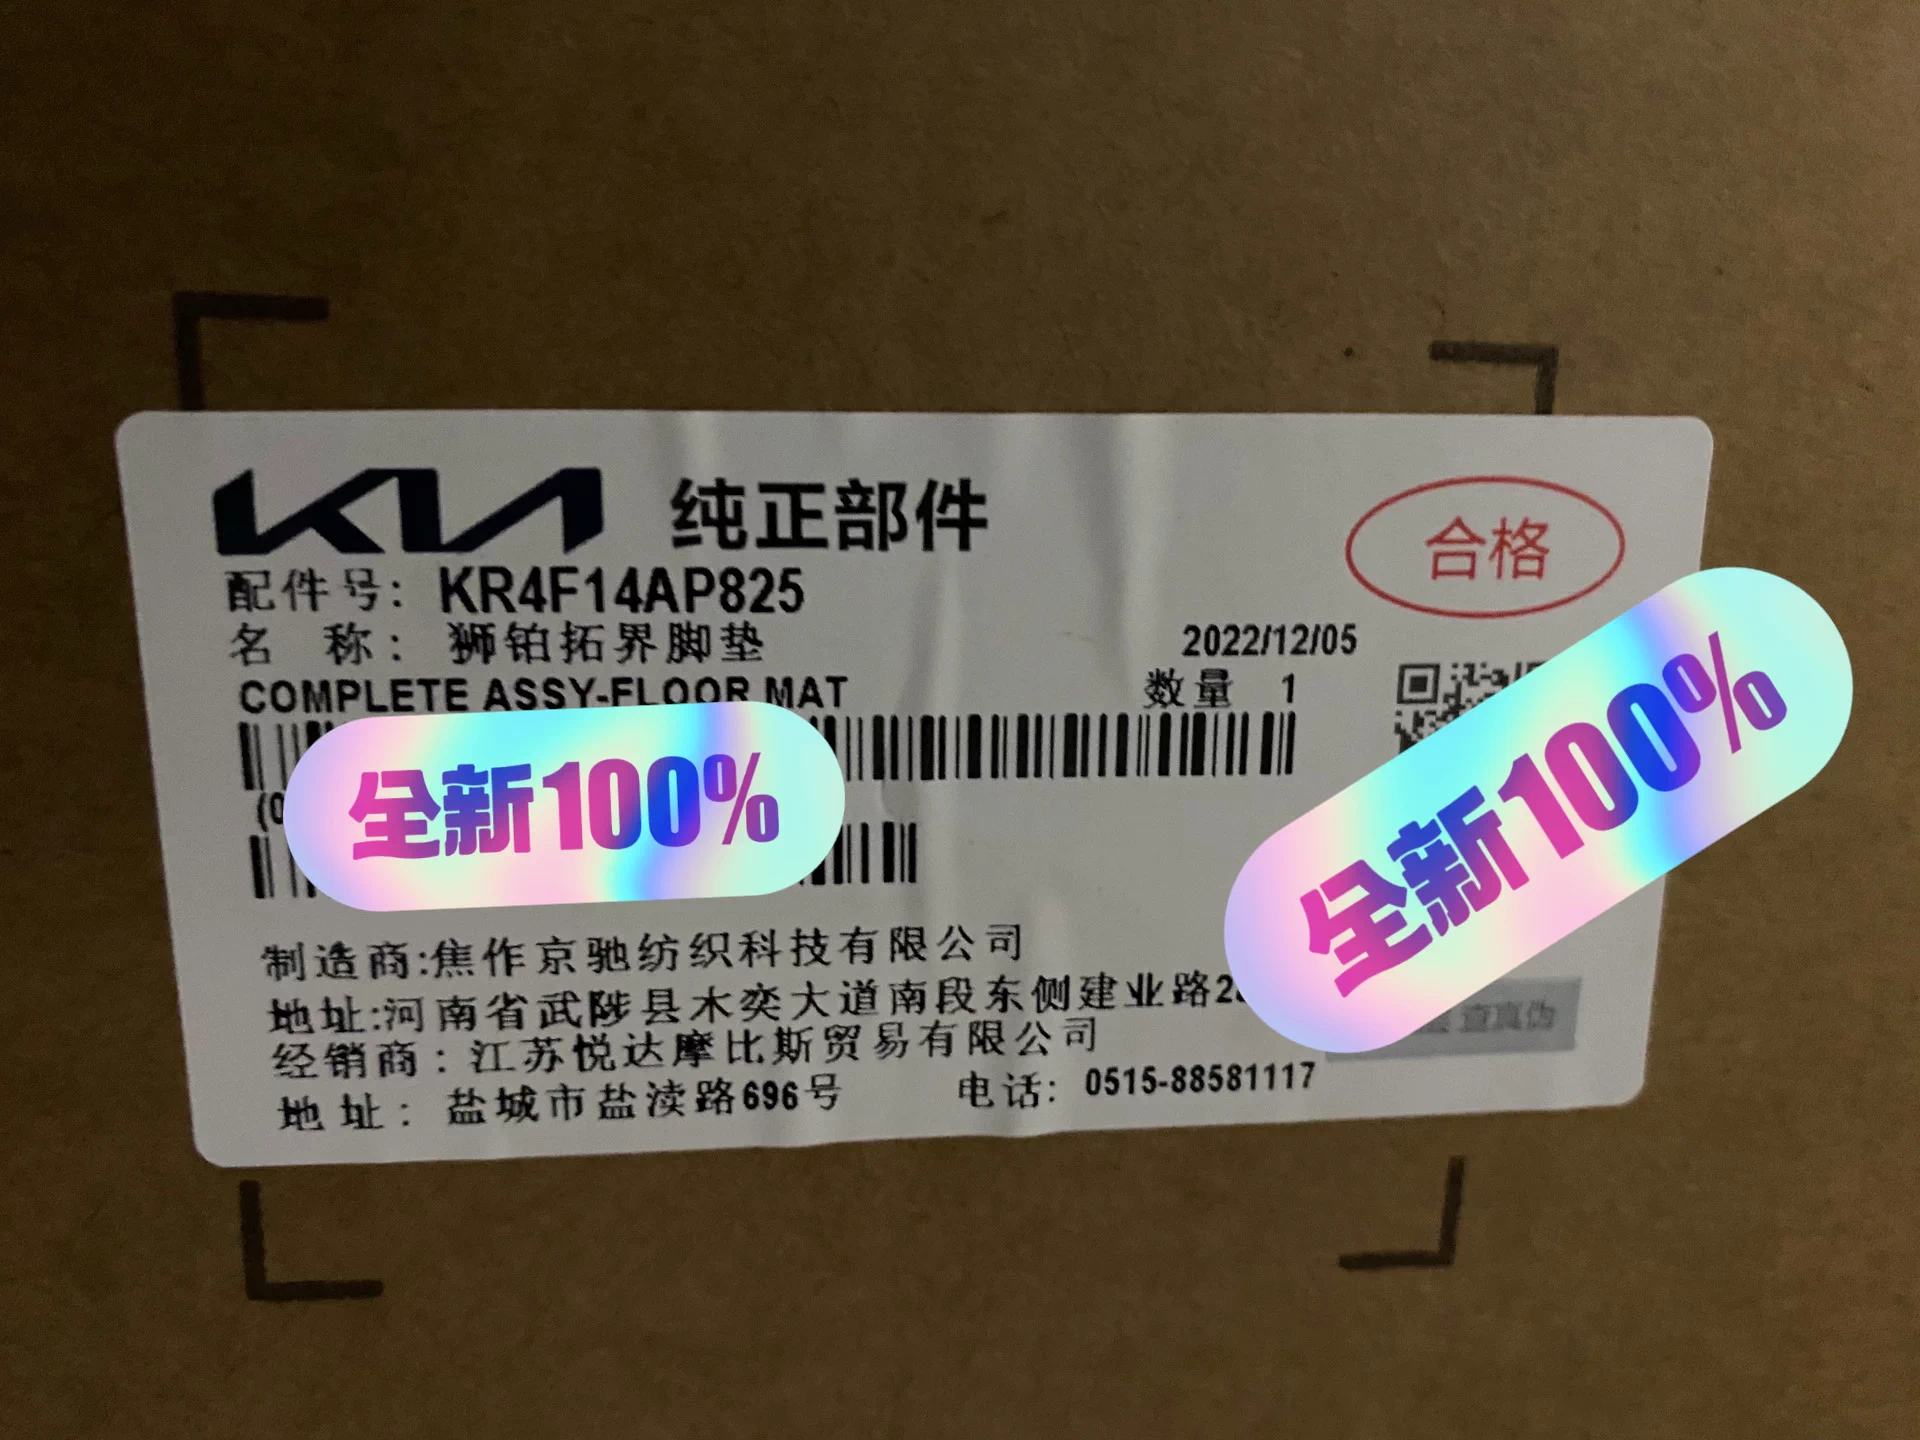 KIA 纯正部件
合格
配件号: KR4F14AP825
名 称: 狮铂拓界脚垫
2022/12/05
COMPLETE ASSY-FLOOR MAT
数量 1
全新100%
全新100%
制造商:焦作京驰纺织科技有限公司
地址:河南省武陟县木奕大道南段东侧建业路
经销商: 江苏悦达摩比斯贸易有限公司
地址: 盐城市盐渎路696号 电话: 0515-88581117
查真伪